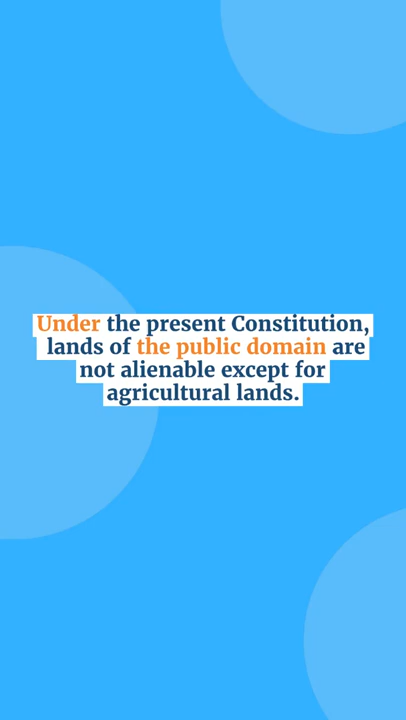 Under the present Constitution,
lands of the public domain are
not alienable except for
agricultural lands.